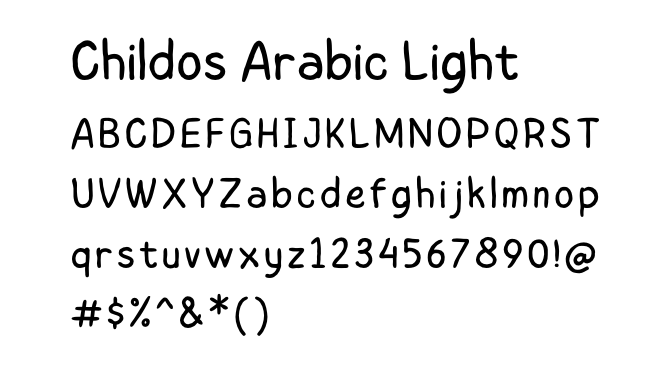 Childos Arabic Light
ABCDEFGHIJKLMNOPQRST
UVWXYZabcdefghijklmnop
qrstuvwxyz1234567890!@
#$%^&*()